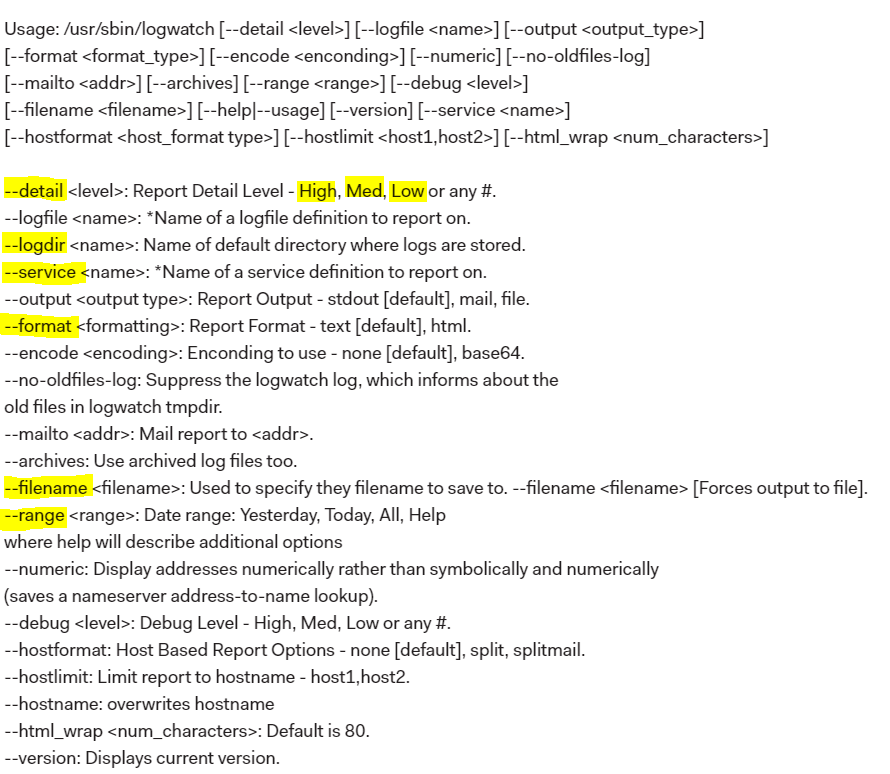 Usage: /usr/sbin/logwatch [--detail <level>] [--logfile <name>] [--output <output_type>]
[--format <format_type>] [--encode <enconding>] [--numeric] [--no-oldfiles-log]
[--mailto <addr>] [--archives] [--range <range>] [--debug <level>]
[--filename <filename>] [--help|--usage] [--version] [--service <name>]
[--hostformat <host_format type>] [--hostlimit <host1,host2>] [--html_wrap <num_characters>]
--detail <level>: Report Detail Level - High, Med, Low or any #.
--logfile <name>: *Name of a logfile definition to report on.
--logdir <name>: Name of default directory where logs are stored.
--service <name>: *Name of a service definition to report on.
--output <output type>: Report Output - stdout [default], mail, file.
--format <formatting>: Report Format - text [default], html.
--encode <encoding>: Enconding to use - none [default], base64.
--no-oldfiles-log: Suppress the logwatch log, which informs about the
old files in logwatch tmpdir.
--mailto <addr>: Mail report to <addr>.
--archives: Use archived log files too.
--filename <filename>: Used to specify they filename to save to. --filename <filename> [Forces output to file].
--range <range>: Date range: Yesterday, Today, All, Help
where help will describe additional options
--numeric: Display addresses numerically rather than symbolically and numerically
(saves a nameserver address-to-name lookup).
--debug <level>: Debug Level - High, Med, Low or any #.
--hostformat: Host Based Report Options - none [default], split, splitmail.
--hostlimit: Limit report to hostname - host1,host2.
--hostname: overwrites hostname
--html_wrap <num_characters>: Default is 80.
--version: Displays current version.